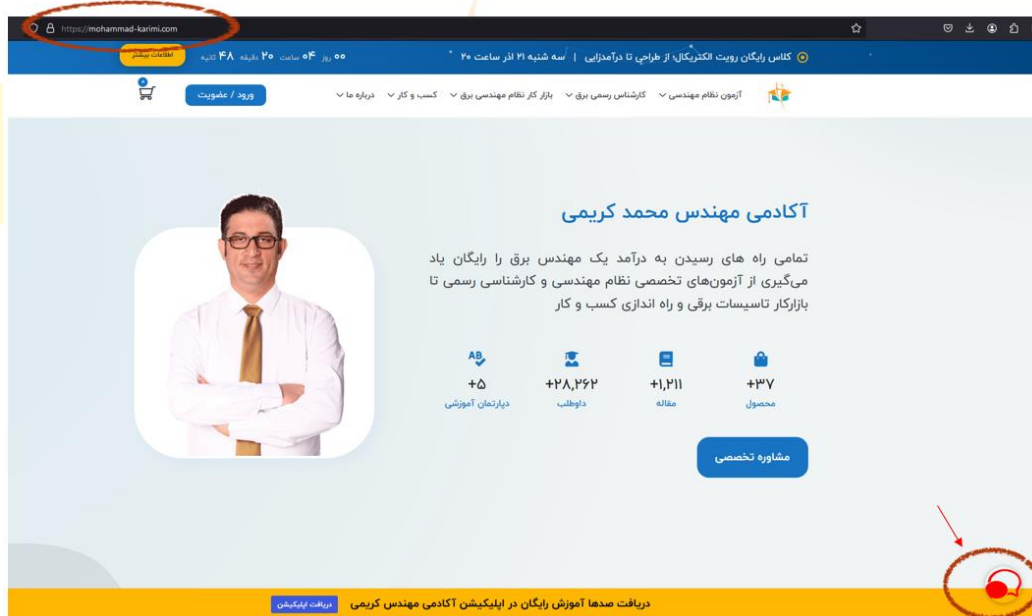 https://mohammad-karimi.com
کلاس رایگان رویت الکتریکال؛ از طراحی تا درآمدزایی | سه شنبه ۲۱ اذر ساعت ۲۰
۰۰ روز ۰۴ ساعت ۲۰ دقیقه ۴۸ ثانیه
اطلاعات بیشتر
آزمون نظام مهندسی
کارشناس رسمی برق
بازار کار نظام مهندسی برق
کسب و کار
درباره ما
ورود / عضویت
۰
آکادمی مهندس محمد کریمی
تمامی راه های رسیدن به درآمد یک مهندس برق را رایگان یاد
می‌گیری از آزمون‌های تخصصی نظام مهندسی و کارشناسی رسمی تا
بازارکار تاسیسات برقی و راه اندازی کسب و کار
+۳۷
محصول
+۱,۲۱۱
مقاله
+۲۸,۲۶۲
داوطلب
+۵
دپارتمان آموزشی
مشاوره تخصصی
دریافت صدها آموزش رایگان در اپلیکیشن آکادمی مهندس کریمی
دریافت اپلیکیشن